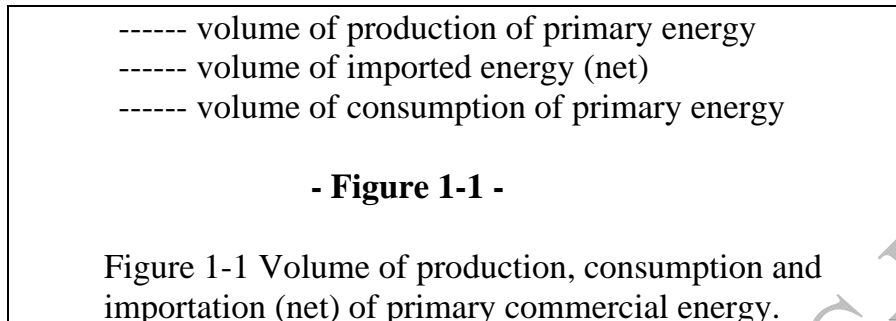 ------ volume of production of primary energy
------ volume of imported energy (net)
------ volume of consumption of primary energy
- Figure 1-1 -
Figure 1-1 Volume of production, consumption and
importation (net) of primary commercial energy.